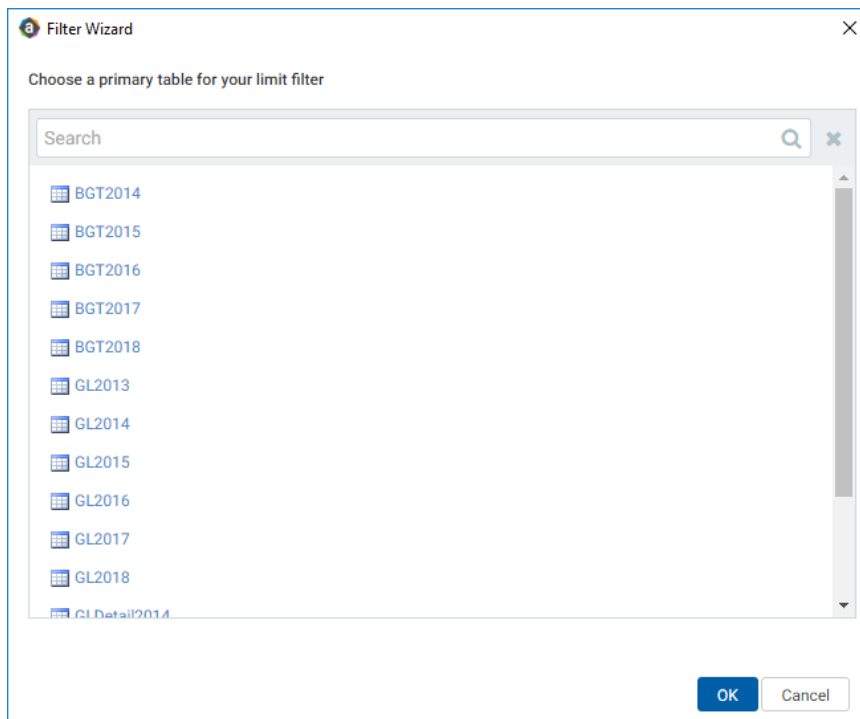 Filter Wizard
Choose a primary table for your limit filter
Search
BGT2014
BGT2015
BGT2016
BGT2017
BGT2018
GL2013
GL2014
GL2015
GL2016
GL2017
GL2018
GLDetail2014
OK Cancel